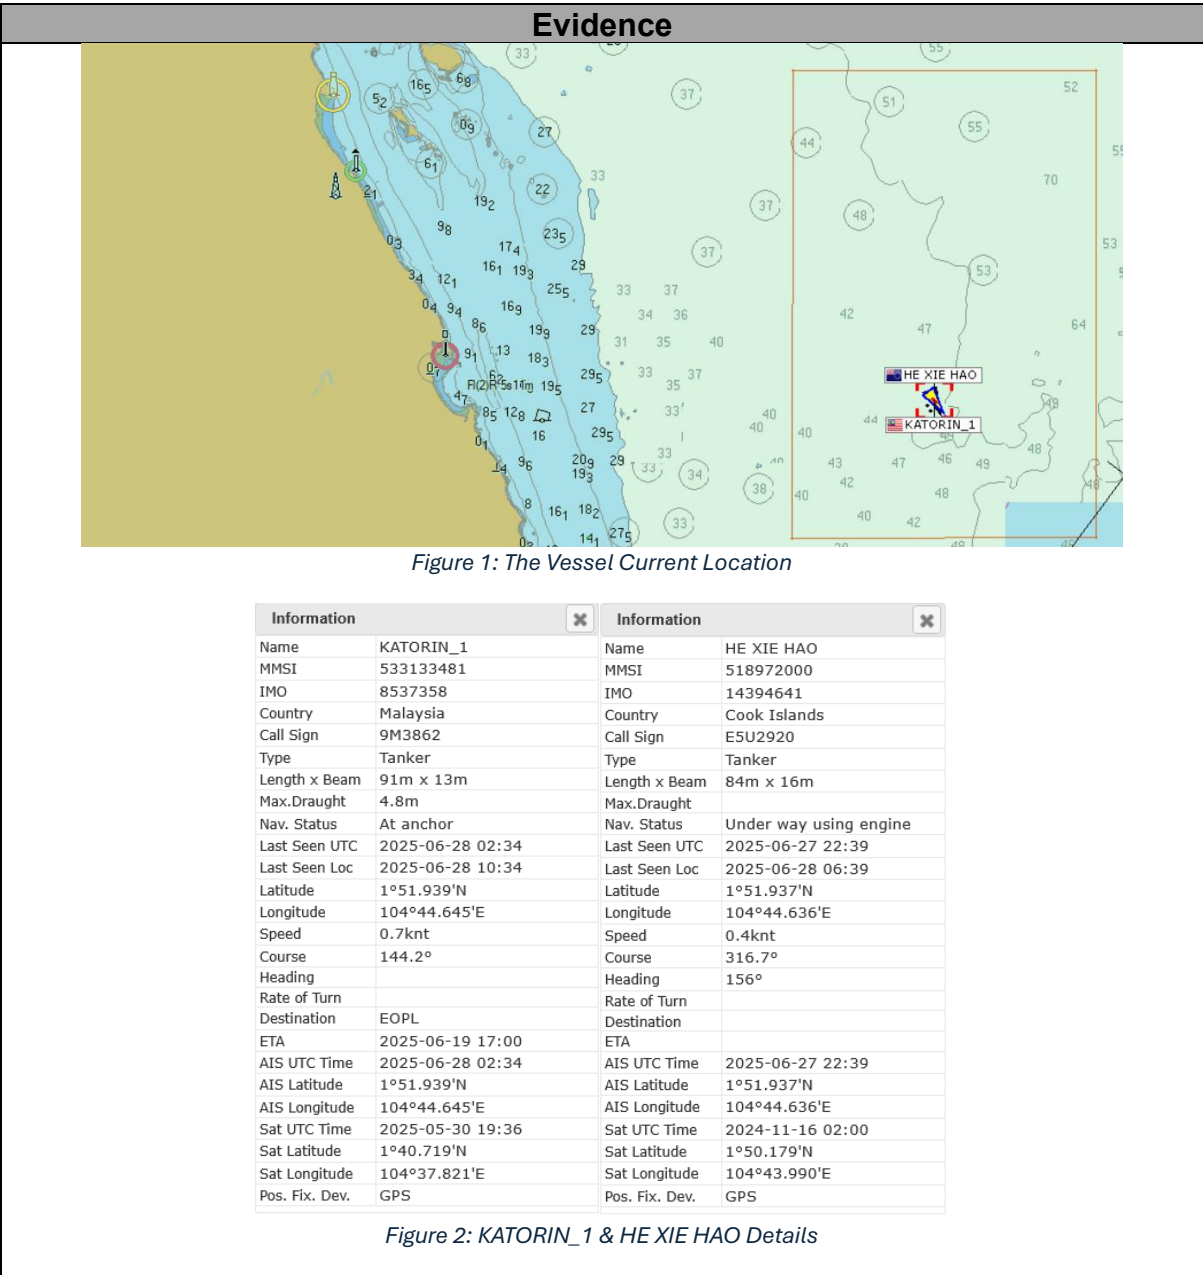 Evidence
HE XIE HAO
KATORIN_1
Fl(2)R 5s11m
Figure 1: The Vessel Current Location
Information
Name KATORIN_1
MMSI 533133481
IMO 8537358
Country Malaysia
Call Sign 9M3862
Type Tanker
Length x Beam 91m x 13m
Max.Draught 4.8m
Nav. Status At anchor
Last Seen UTC 2025-06-28 02:34
Last Seen Loc 2025-06-28 10:34
Latitude 1°51.939'N
Longitude 104°44.645'E
Speed 0.7knt
Course 144.2°
Heading
Rate of Turn
Destination EOPL
ETA 2025-06-19 17:00
AIS UTC Time 2025-06-28 02:34
AIS Latitude 1°51.939'N
AIS Longitude 104°44.645'E
Sat UTC Time 2025-05-30 19:36
Sat Latitude 1°40.719'N
Sat Longitude 104°37.821'E
Pos. Fix. Dev. GPS
Information
Name HE XIE HAO
MMSI 518972000
IMO 14394641
Country Cook Islands
Call Sign E5U2920
Type Tanker
Length x Beam 84m x 16m
Max.Draught
Nav. Status Under way using engine
Last Seen UTC 2025-06-27 22:39
Last Seen Loc 2025-06-28 06:39
Latitude 1°51.937'N
Longitude 104°44.636'E
Speed 0.4knt
Course 316.7°
Heading 156°
Rate of Turn
Destination
ETA
AIS UTC Time 2025-06-27 22:39
AIS Latitude 1°51.937'N
AIS Longitude 104°44.636'E
Sat UTC Time 2024-11-16 02:00
Sat Latitude 1°50.179'N
Sat Longitude 104°43.990'E
Pos. Fix. Dev. GPS
Figure 2: KATORIN_1 & HE XIE HAO Details